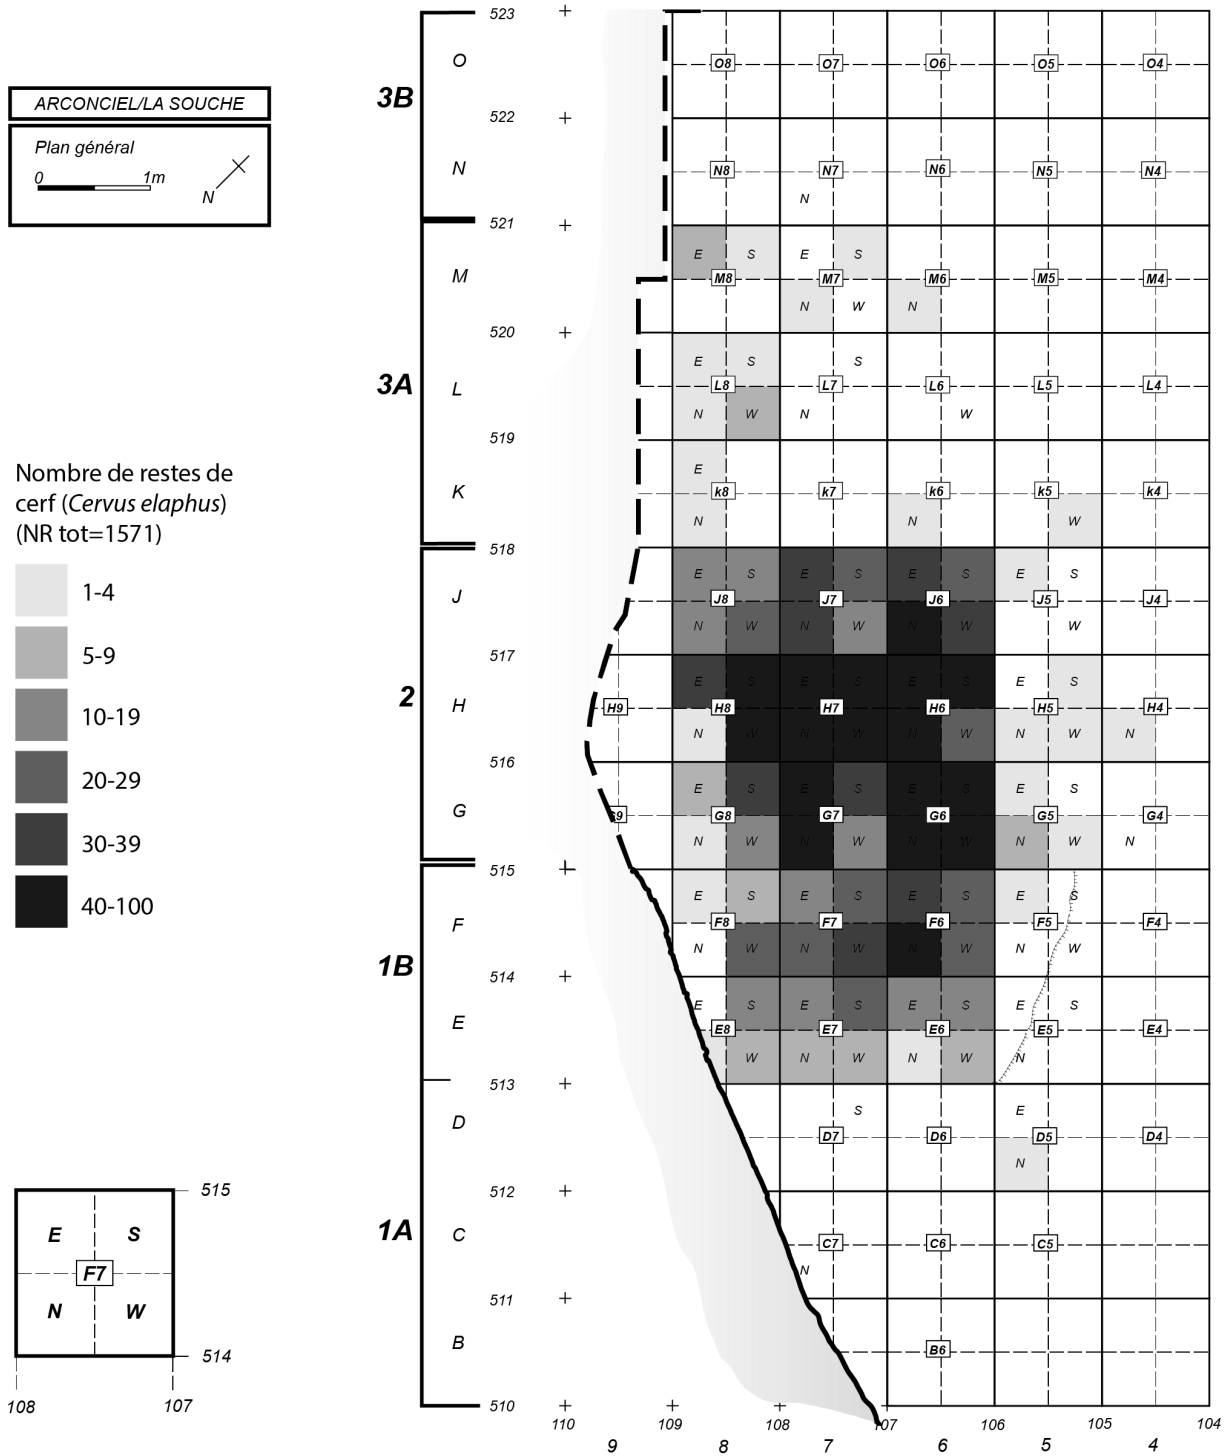 523
O
O8 O7 O6 O5 O4
3B
ARCONCIEL/LA SOUCHE
522
Plan général
0 1m
N
N
N8 N7 N6 N5 N4
N
521
E S E S
M
M8 M7 M6 M5 M4
N W N
520
E S S
3A
L
L8 L7 L6 L5 L4
N W N W
519
E
Nombre de restes de
cerf (Cervus elaphus)
(NR tot=1571)
K
k8 k7 k6 k5 k4
N N W
518
1-4
E S E S E S E S
J
J8 J7 J6 J5 J4
N W N W N W W
5-9
517
E S E S E S E S
2
H
H9 H8 H7 H6 H5 H4
10-19
N W N W N W N W N
516
20-29
E S E S E S E S
G
G9 G8 G7 G6 G5 G4
30-39
N W N W N W N W N
515
40-100
E S E S E S E S
F
F8 F7 F6 F5 F4
N W N W N W N W
1B
514
E S E S E S E S
E
E8 E7 E6 E5 E4
W N W N W N
513
D
S E
D7 D6 D5 D4
N
512
515
E S
1A
C
C7 C6 C5
F7
N
N W
511
B
B6
514
108 107
510
110 109 108 107 106 105 104
9 8 7 6 5 4